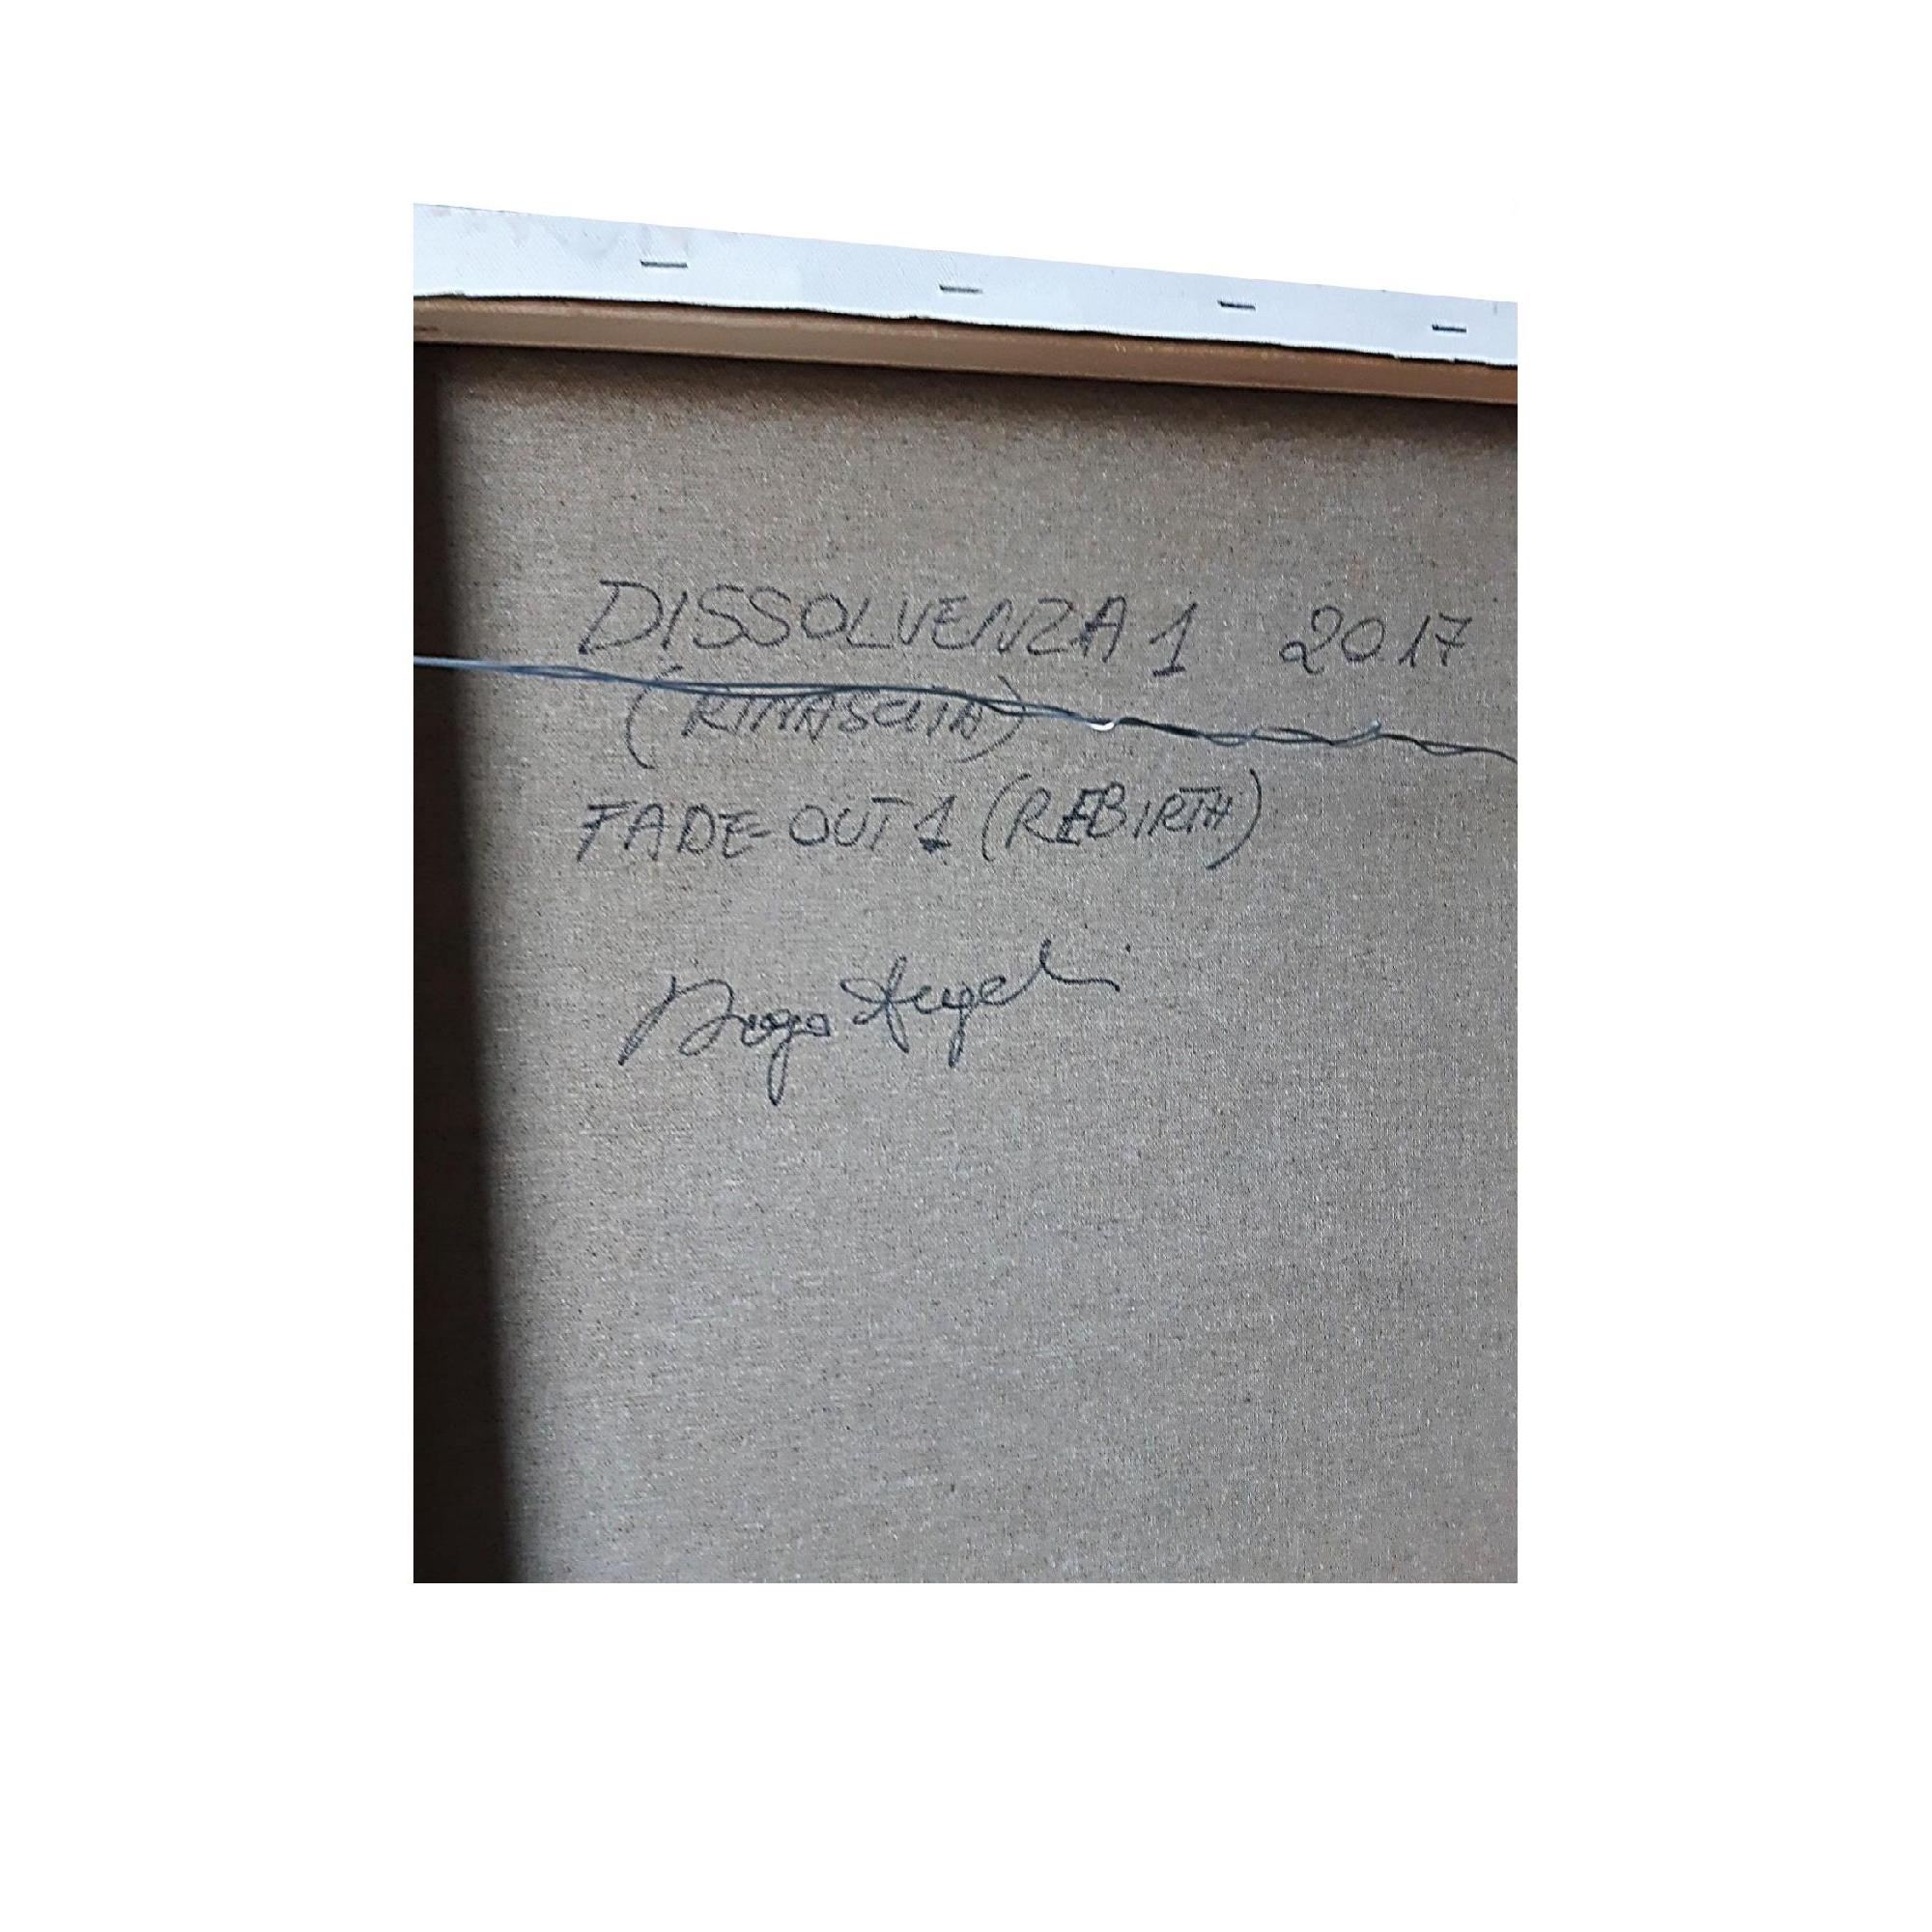 DISSOLVENZA 1 2017
(RINASCITA)
FADE-OUT 1 (REBIRTH)